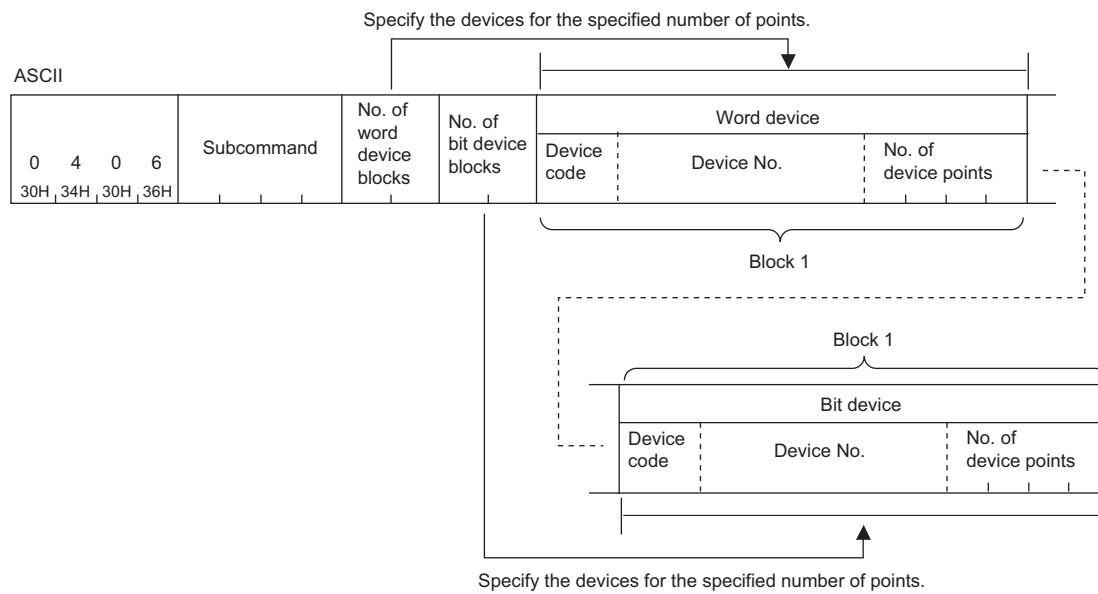 Specify the devices for the specified number of points.
ASCII
0 4 0 6
30H 34H 30H 36H
Subcommand
No. of
word
device
blocks
No. of
bit device
blocks
Word device
Device
code
Device No.
No. of
device points
Block 1
Block 1
Bit device
Device
code
Device No.
No. of
device points
Specify the devices for the specified number of points.